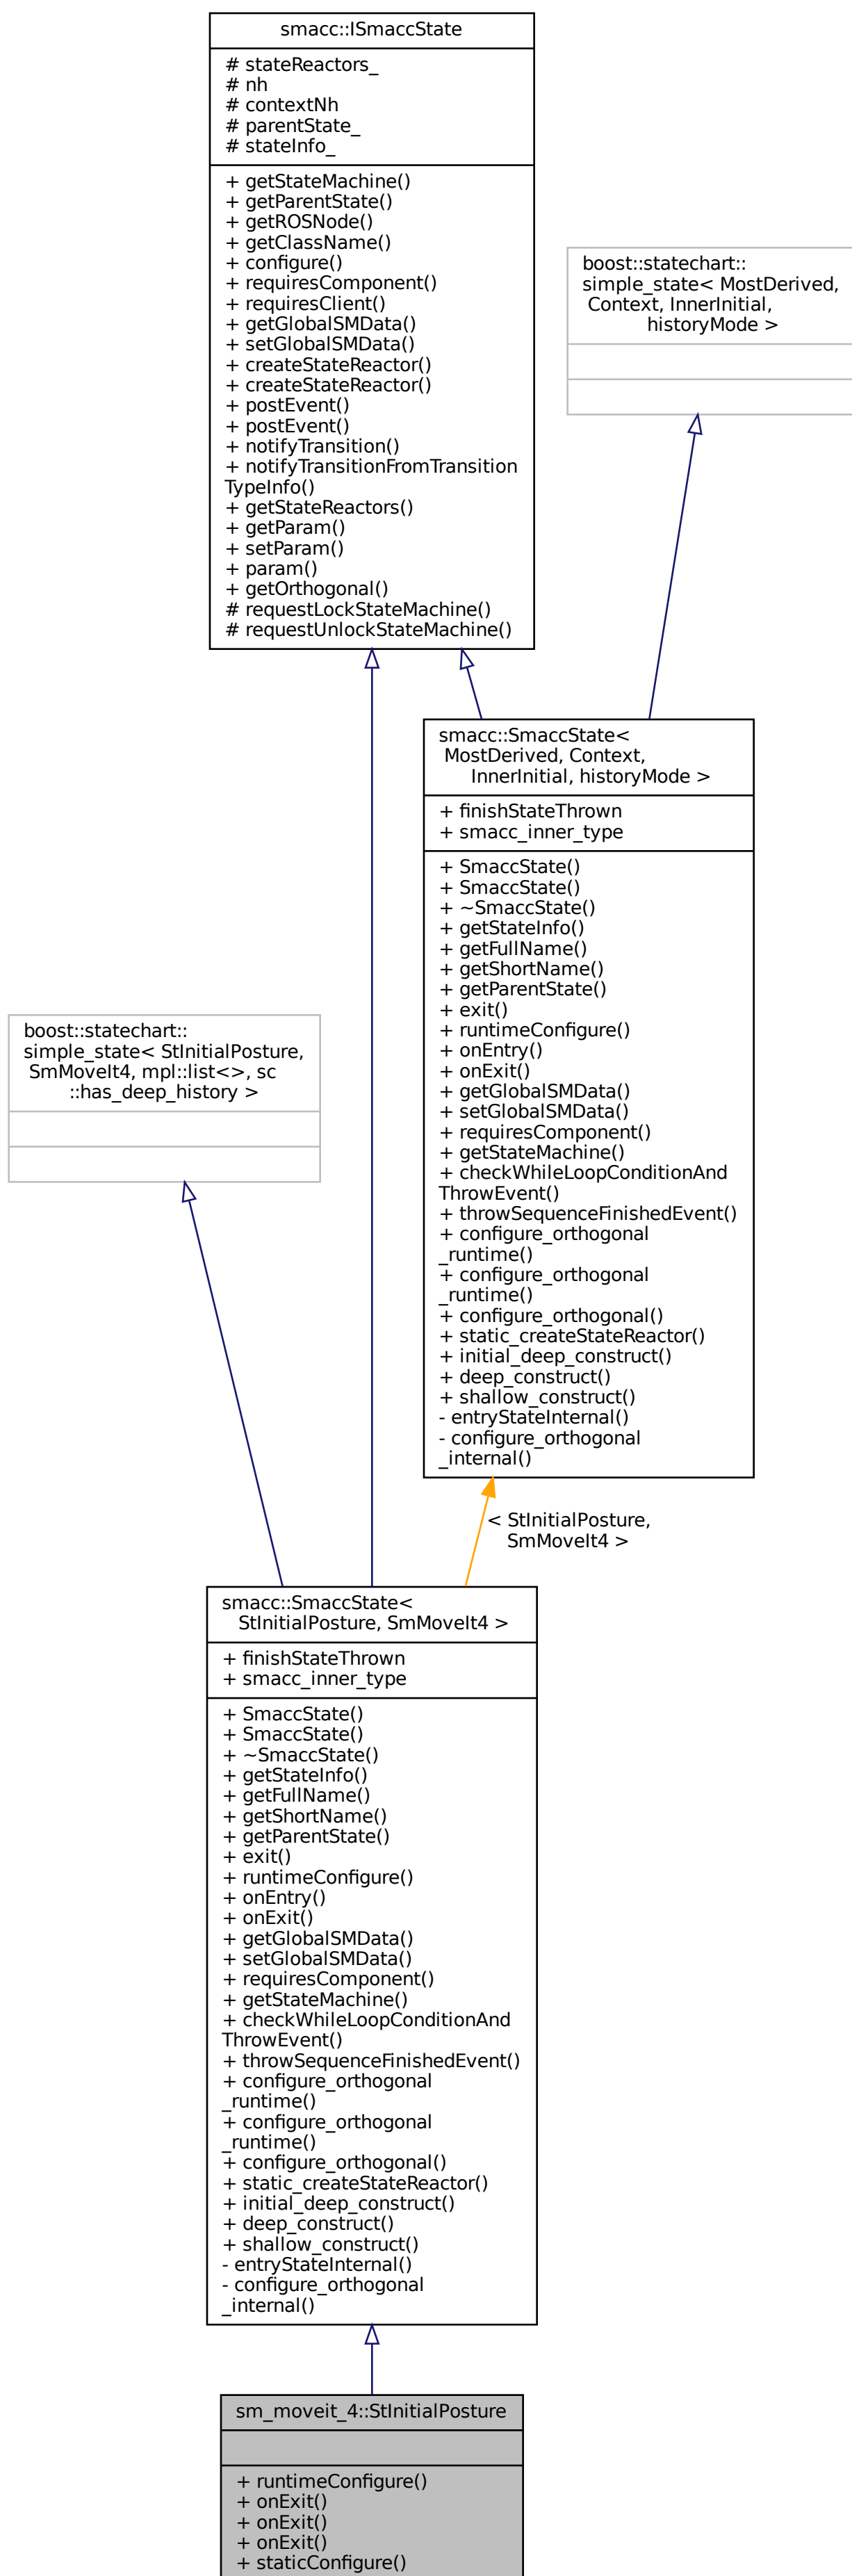 smacc::ISmaccState
# stateReactors_
# nh
# contextNh
# parentState_
# stateInfo_
+ getStateMachine()
+ getParentState()
+ getROSNode()
+ getClassName()
+ configure()
+ requiresComponent()
+ requiresClient()
+ getGlobalSMData()
+ setGlobalSMData()
+ createStateReactor()
+ createStateReactor()
+ postEvent()
+ postEvent()
+ notifyTransition()
+ notifyTransitionFromTransition
TypeInfo()
+ getStateReactors()
+ getParam()
+ setParam()
+ param()
+ getOrthogonal()
# requestLockStateMachine()
# requestUnlockStateMachine()
boost::statechart::
simple_state< MostDerived,
Context, InnerInitial,
historyMode >
smacc::SmaccState<
MostDerived, Context,
InnerInitial, historyMode >
+ finishStateThrown
+ smacc_inner_type
+ SmaccState()
+ SmaccState()
+ ~SmaccState()
+ getStateInfo()
+ getFullName()
+ getShortName()
+ getParentState()
+ exit()
+ runtimeConfigure()
+ onEntry()
+ onExit()
+ getGlobalSMData()
+ setGlobalSMData()
+ requiresComponent()
+ getStateMachine()
+ checkWhileLoopConditionAnd
ThrowEvent()
+ throwSequenceFinishedEvent()
+ configure_orthogonal
_runtime()
+ configure_orthogonal
_runtime()
+ configure_orthogonal()
+ static_createStateReactor()
+ initial_deep_construct()
+ deep_construct()
+ shallow_construct()
- entryStateInternal()
- configure_orthogonal
_internal()
boost::statechart::
simple_state< StInitialPosture,
SmMoveIt4, mpl::list<>, sc
::has_deep_history >
< StInitialPosture,
SmMoveIt4 >
smacc::SmaccState<
StInitialPosture, SmMoveIt4 >
+ finishStateThrown
+ smacc_inner_type
+ SmaccState()
+ SmaccState()
+ ~SmaccState()
+ getStateInfo()
+ getFullName()
+ getShortName()
+ getParentState()
+ exit()
+ runtimeConfigure()
+ onEntry()
+ onExit()
+ getGlobalSMData()
+ setGlobalSMData()
+ requiresComponent()
+ getStateMachine()
+ checkWhileLoopConditionAnd
ThrowEvent()
+ throwSequenceFinishedEvent()
+ configure_orthogonal
_runtime()
+ configure_orthogonal
_runtime()
+ configure_orthogonal()
+ static_createStateReactor()
+ initial_deep_construct()
+ deep_construct()
+ shallow_construct()
- entryStateInternal()
- configure_orthogonal
_internal()
sm_moveit_4::StInitialPosture
+ runtimeConfigure()
+ onExit()
+ onExit()
+ onExit()
+ staticConfigure()